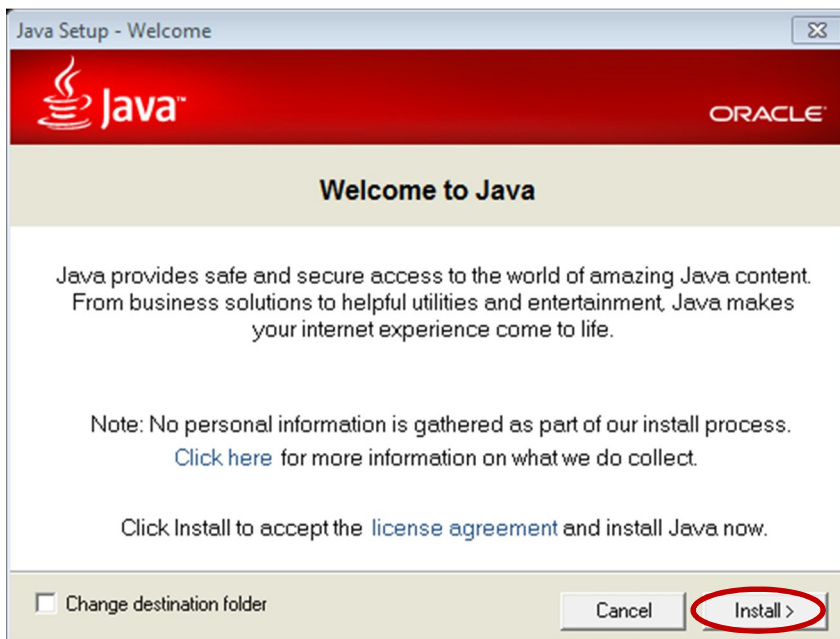 Java Setup - Welcome
Java™
ORACLE®
Welcome to Java
Java provides safe and secure access to the world of amazing Java content.
From business solutions to helpful utilities and entertainment, Java makes
your internet experience come to life.
Note: No personal information is gathered as part of our install process.
Click here for more information on what we do collect.
Click Install to accept the license agreement and install Java now.
Change destination folder
Cancel
Install >